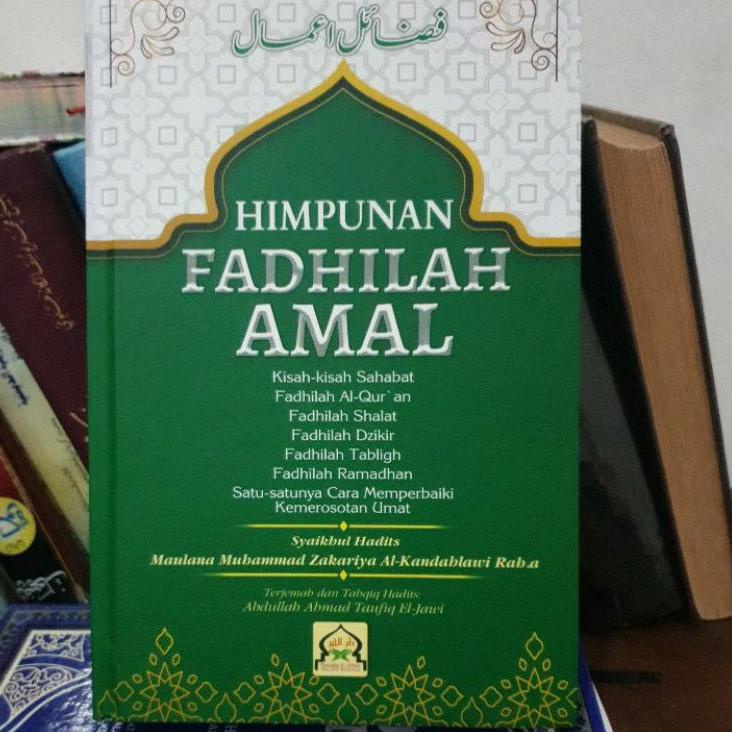 فضائل اعمال
HIMPUNAN
FADHILAH
AMAL
Kisah-kisah Sahabat
Fadhilah Al-Qur`an
Fadhilah Shalat
Fadhilah Dzikir
Fadhilah Tabligh
Fadhilah Ramadhan
Satu-satunya Cara Memperbaiki
Kemerosotan Umat
Syaikhul Hadits
Maulana Muhammad Zakariya Al-Kandahlawi Rah.a
Terjemah dan Tahqiq Hadits:
Abdullah Ahmad Taufiq El-Jawi